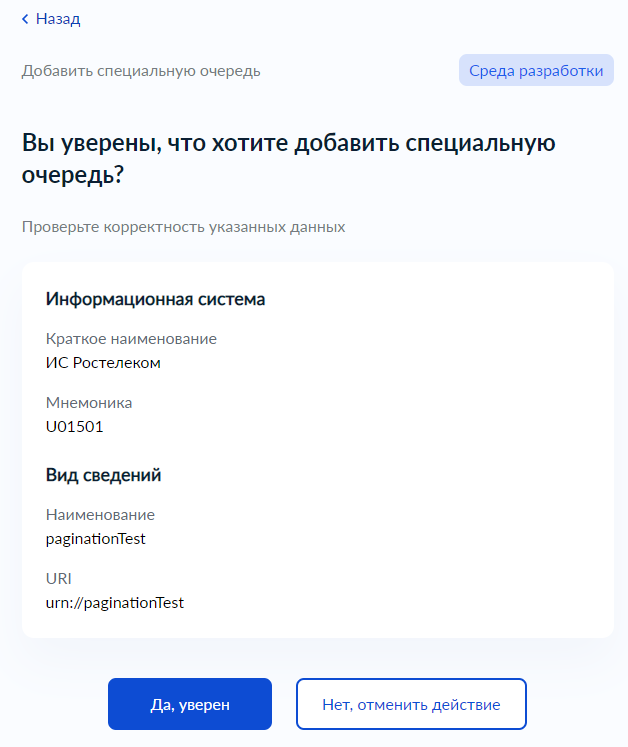 Назад
Добавить специальную очередь
Среда разработки
Вы уверены, что хотите добавить специальную
очередь?
Проверьте корректность указанных данных
Информационная система
Краткое наименование
ИС Ростелеком
Мнемоника
U01501
Вид сведений
Наименование
paginationTest
URI
urn://paginationTest
Да, уверен
Нет, отменить действие